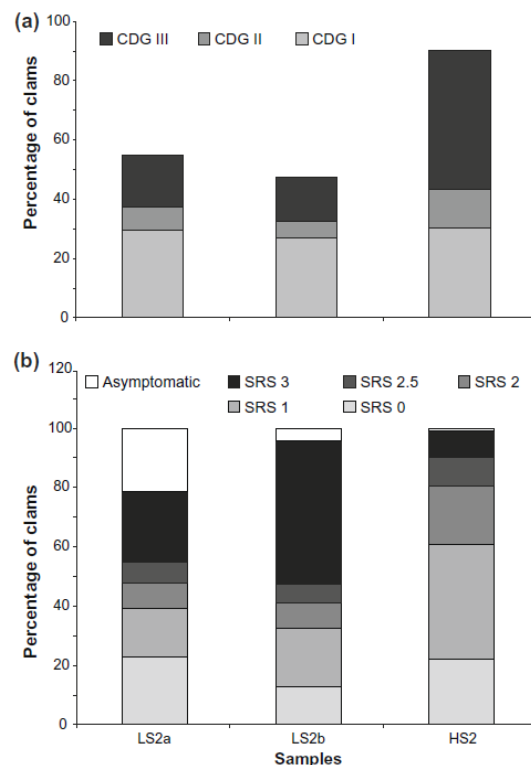 (a)
100
CDG III CDG II CDG I
80
60
40
20
0
Percentage of clams
(b)
120
Asymptomatic SRS 3 SRS 2.5 SRS 2
SRS 1 SRS 0
100
80
60
40
20
0
Percentage of clams
LS2a LS2b HS2
Samples